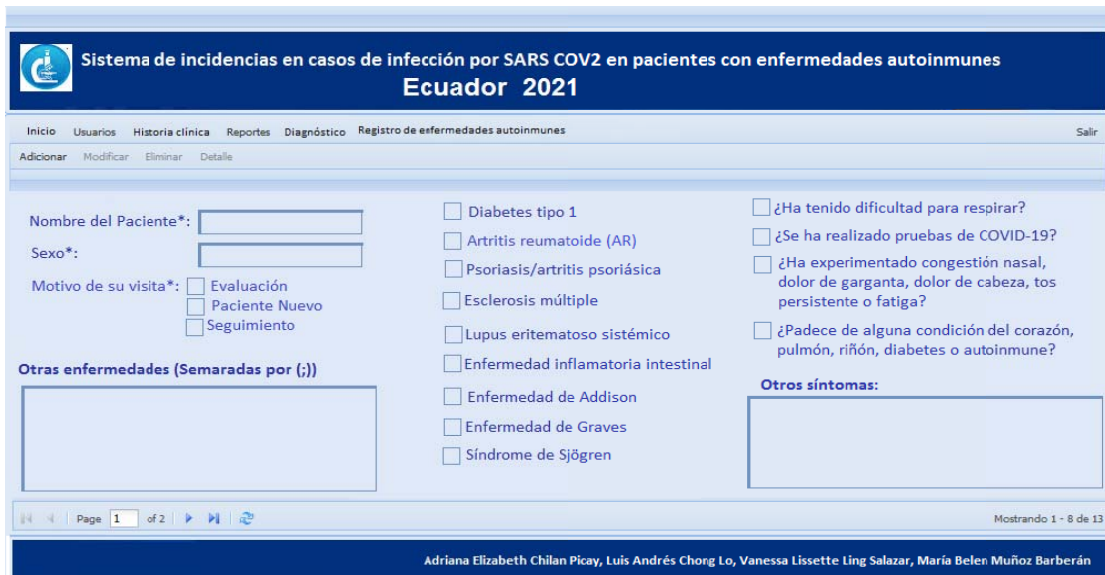 Sistema de incidencias en casos de infección por SARS COV2 en pacientes con enfermedades autoinmunes
Ecuador 2021
Inicio Usuarios Historia clínica Reportes Diagnóstico Registro de enfermedades autoinmunes Salir
Adicionar Modificar Eliminar Detalle
Nombre del Paciente*:
Sexo*:
Motivo de su visita*: Evaluación
Paciente Nuevo
Seguimiento
Otras enfermedades (Semaradas por (;))
Diabetes tipo 1
Artritis reumatoide (AR)
Psoriasis/artritis psoriásica
Esclerosis múltiple
Lupus eritematoso sistémico
Enfermedad inflamatoria intestinal
Enfermedad de Addison
Enfermedad de Graves
Síndrome de Sjögren
¿Ha tenido dificultad para respirar?
¿Se ha realizado pruebas de COVID-19?
¿Ha experimentado congestión nasal,
dolor de garganta, dolor de cabeza, tos
persistente o fatiga?
¿Padece de alguna condición del corazón,
pulmón, riñón, diabetes o autoinmune?
Otros síntomas:
Page 1 of 2 Mostrando 1 - 8 de 13
Adriana Elizabeth Chilan Picay, Luis Andrés Chong Lo, Vanessa Lissette Ling Salazar, María Belen Muñoz Barberán